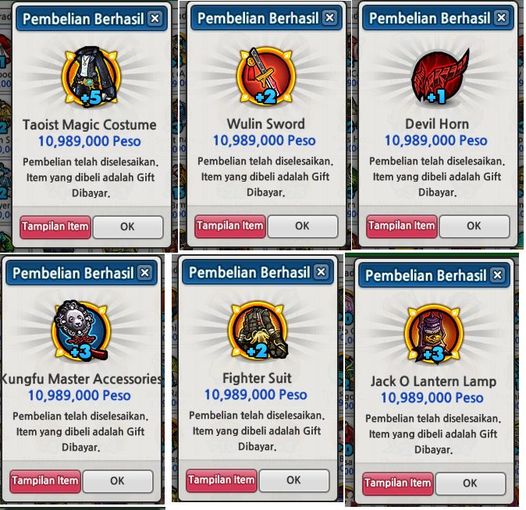 Pembelian Berhasil
+5
Taoist Magic Costume
10,989,000 Peso
Pembelian telah diselesaikan.
Item yang dibeli adalah Gift
Dibayar.
Tampilan Item
OK
Pembelian Berhasil
+2
Wulin Sword
10,989,000 Peso
Pembelian telah diselesaikan.
Item yang dibeli adalah Gift
Dibayar.
Tampilan Item
OK
Pembelian Berhasil
+1
Devil Horn
10,989,000 Peso
Pembelian telah diselesaikan.
Item yang dibeli adalah Gift
Dibayar.
Tampilan Item
OK
Pembelian Berhasil
+3
Kungfu Master Accessories
10,989,000 Peso
Pembelian telah diselesaikan.
Item yang dibeli adalah Gift
Dibayar.
Tampilan Item
OK
Pembelian Berhasil
+2
Fighter Suit
10,989,000 Peso
Pembelian telah diselesaikan.
Item yang dibeli adalah Gift
Dibayar.
Tampilan Item
OK
Pembelian Berhasil
+3
Jack O Lantern Lamp
10,989,000 Peso
Pembelian telah diselesaikan.
Item yang dibeli adalah Gift
Dibayar.
Tampilan Item
OK